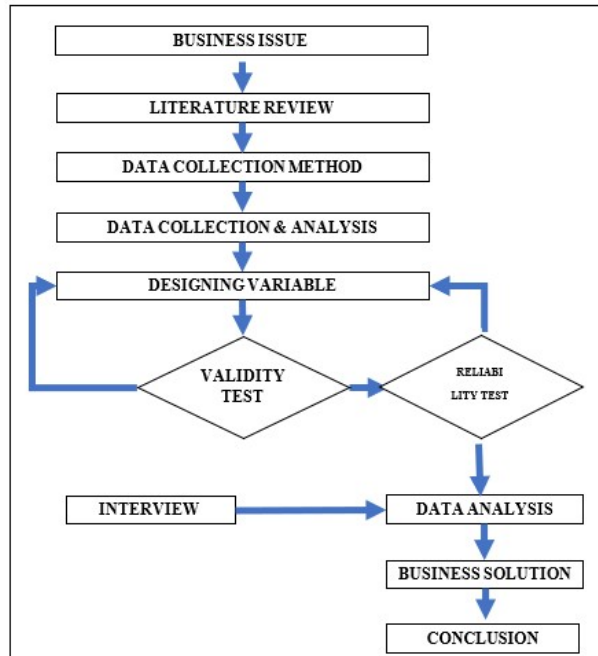 BUSINESS ISSUE
LITERATURE REVIEW
DATA COLLECTION METHOD
DATA COLLECTION & ANALYSIS
DESIGNING VARIABLE
VALIDITY
TEST
RELIABI
LITY TEST
INTERVIEW
DATA ANALYSIS
BUSINESS SOLUTION
CONCLUSION